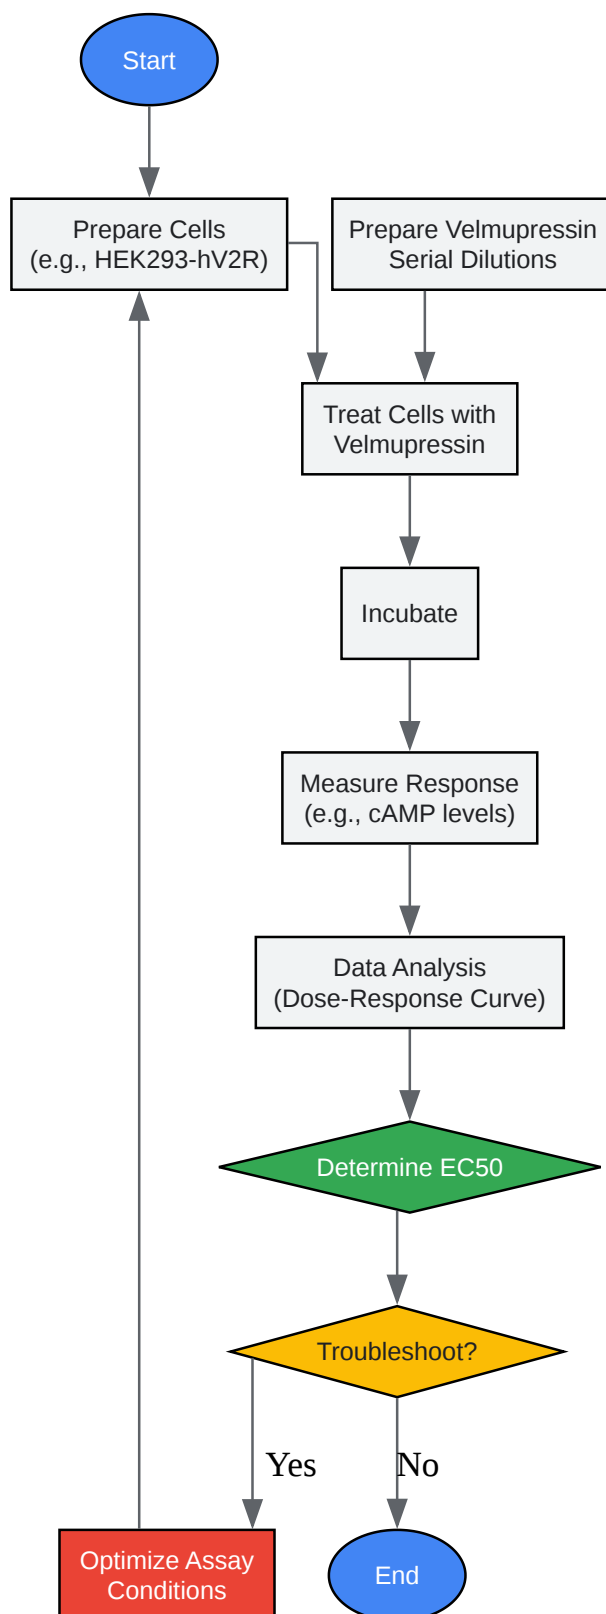 Start
Prepare Cells
(e.g., HEK293-hV2R)
Prepare Velmupressin
Serial Dilutions
Treat Cells with
Velmupressin
Incubate
Measure Response
(e.g., cAMP levels)
Data Analysis
(Dose-Response Curve)
Determine EC50
Troubleshoot?
Yes
No
Optimize Assay
Conditions
End